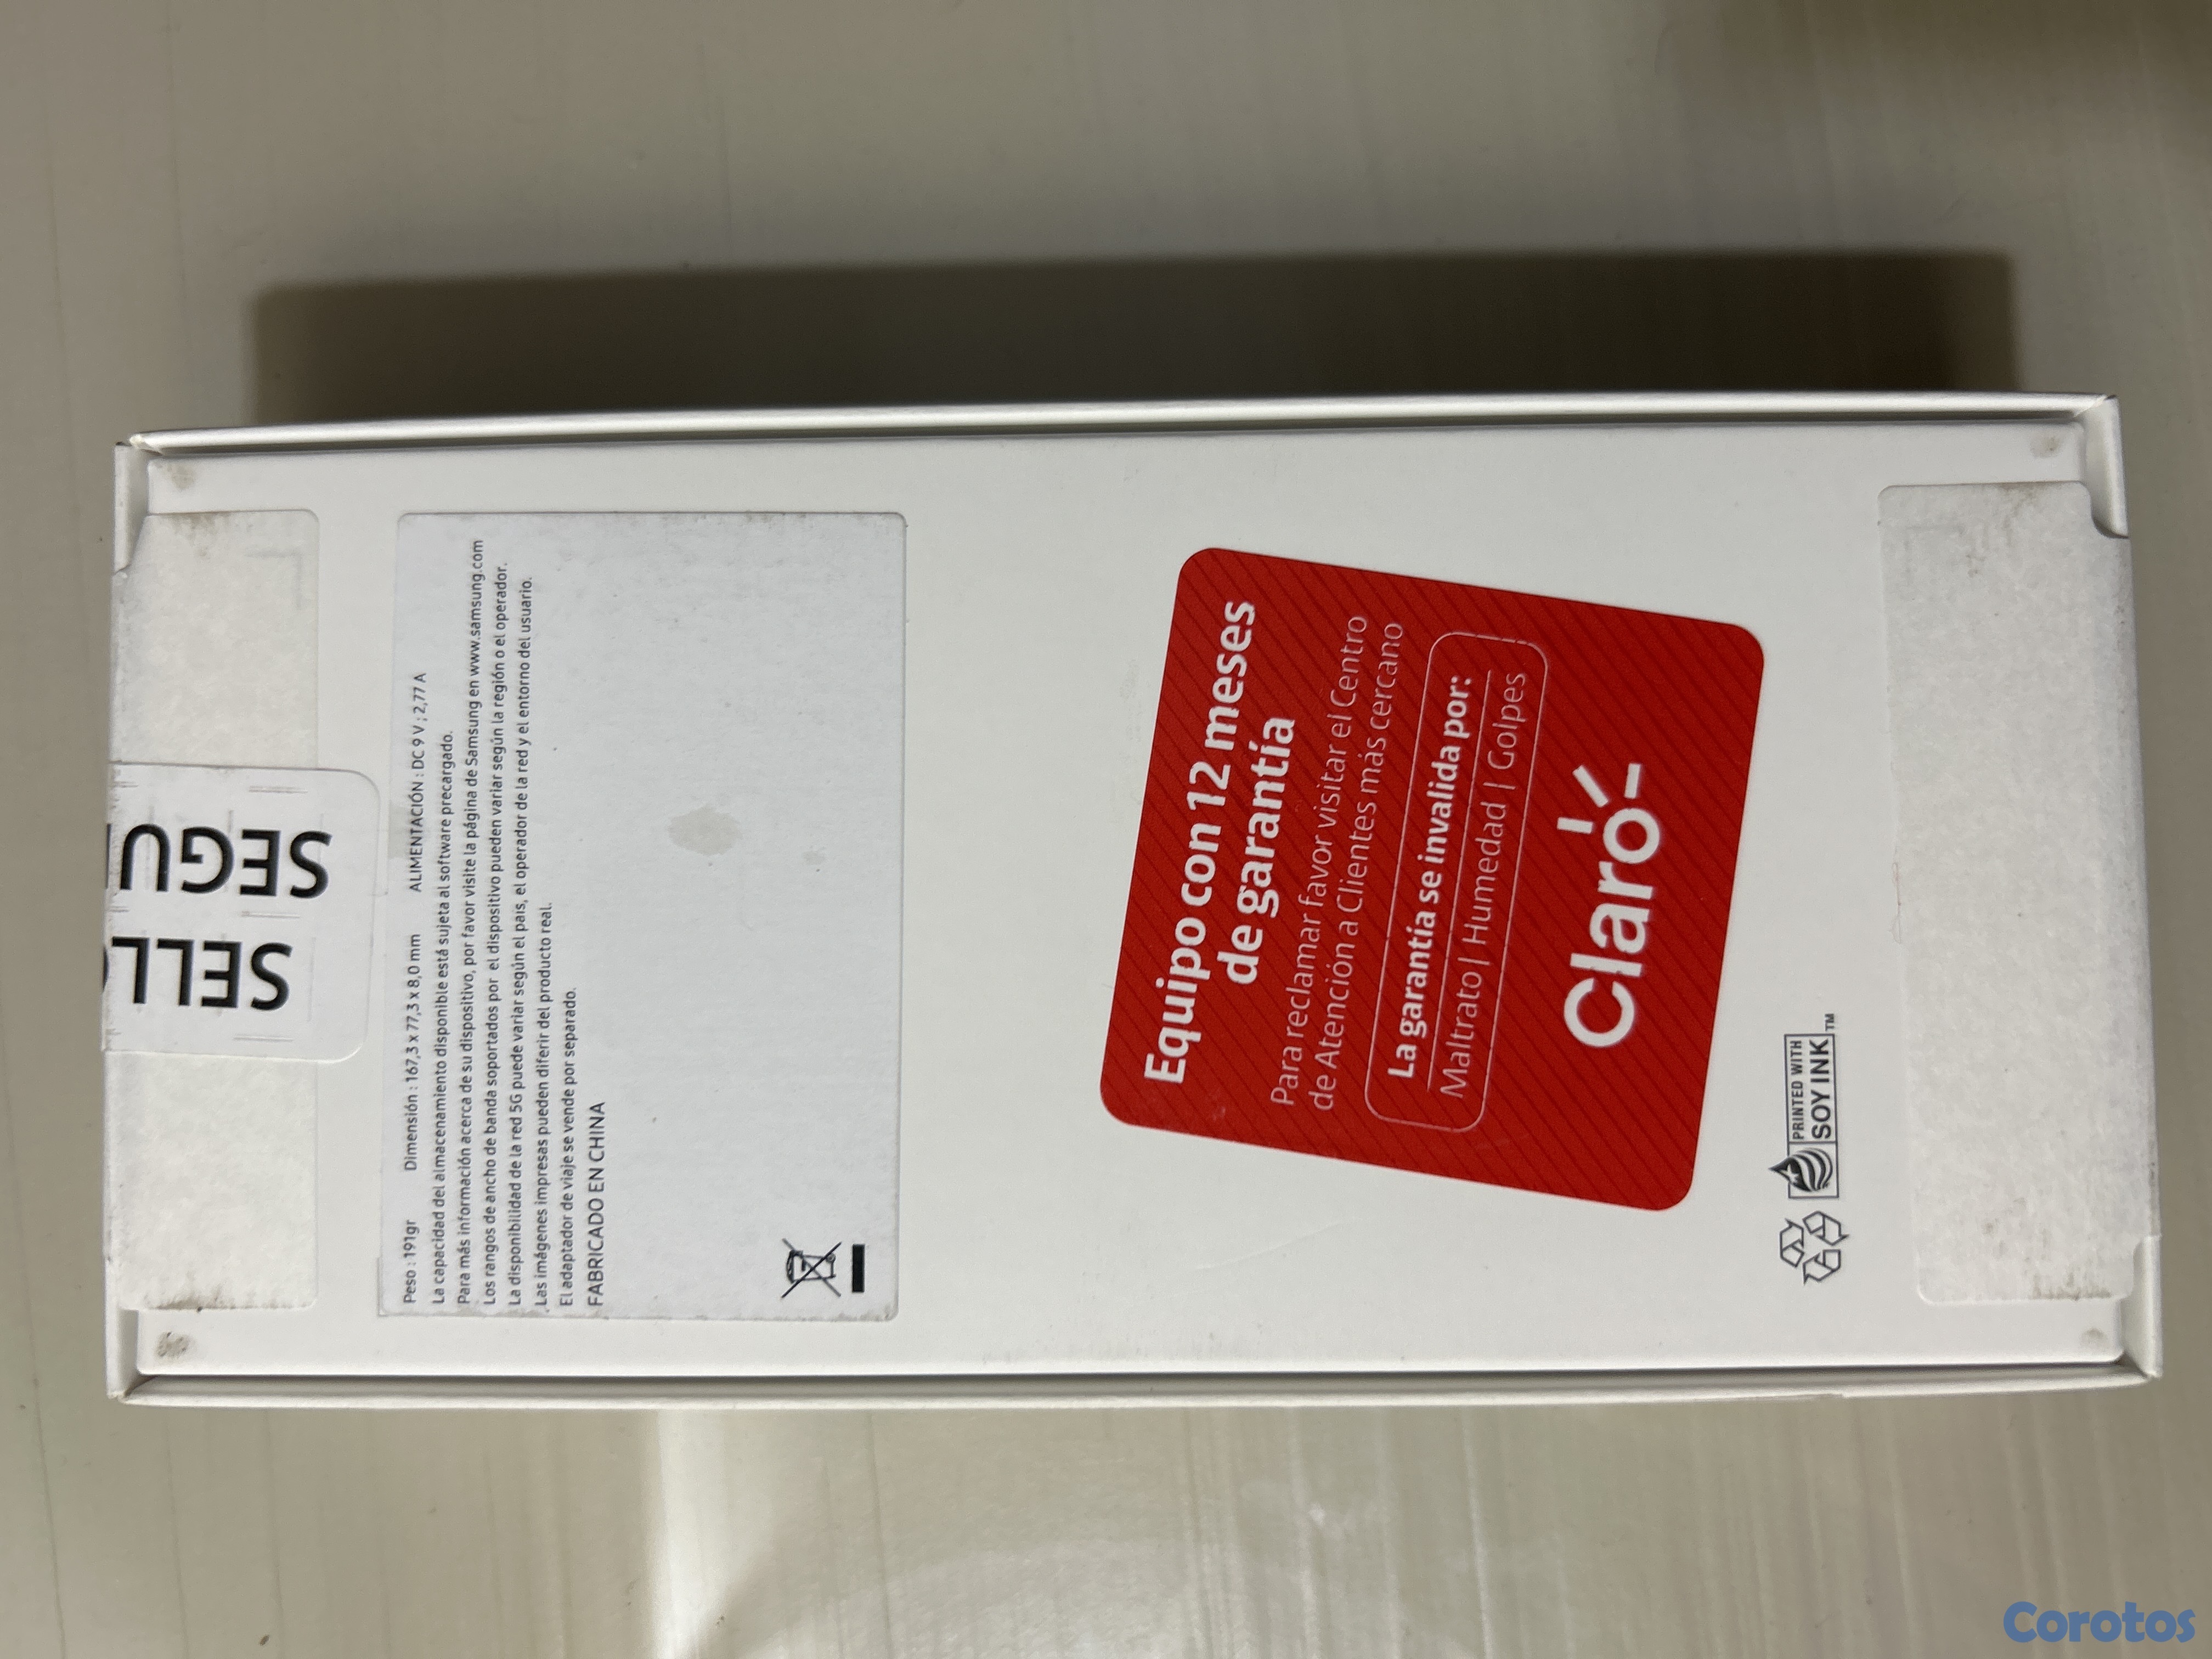 SELLO
SEGU
Peso : 191gr Dimensión : 167,3 x 77,3 x 8,0 mm ALIMENTACIÓN : DC 9 V ; 2,77 A
La capacidad del almacenamiento disponible está sujeta al software precargado.
Para más información acerca de su dispositivo, por favor visite la página de Samsung en www.samsung.com
Los rangos de ancho de banda soportados por el dispositivo pueden variar según la región o el operador.
La disponibilidad de la red 5G puede variar según el país, el operador de la red y el entorno del usuario.
Las imágenes impresas pueden diferir del producto real.
El adaptador de viaje se vende por separado.
FABRICADO EN CHINA
Equipo con 12 meses
de garantía
Para reclamar favor visitar el Centro
de Atención a Clientes más cercano
La garantía se invalida por:
Maltrato | Humedad | Golpes
Claro
PRINTED WITH
SOY INK™
Corotos